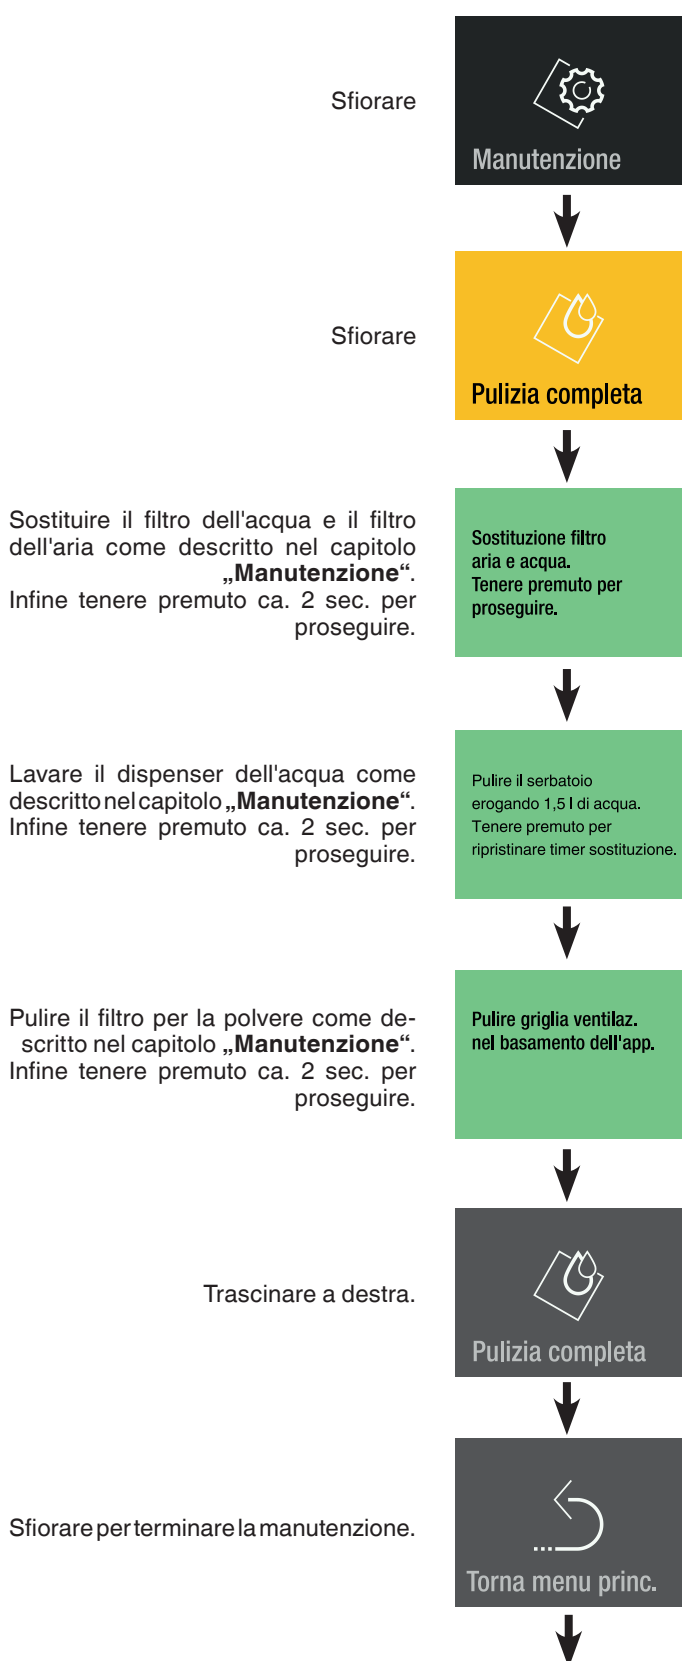 Sfiorare
Manutenzione
Sfiorare
Pulizia completa
Sostituire il filtro dell'acqua e il filtro
dell'aria come descritto nel capitolo
„Manutenzione“.
Infine tenere premuto ca. 2 sec. per
proseguire.
Sostituzione filtro
aria e acqua.
Tenere premuto per
proseguire.
Lavare il dispenser dell'acqua come
descritto nel capitolo „Manutenzione“.
Infine tenere premuto ca. 2 sec. per
proseguire.
Pulire il serbatoio
erogando 1,5 l di acqua.
Tenere premuto per
ripristinare timer sostituzione.
Pulire il filtro per la polvere come de-
scritto nel capitolo „Manutenzione“.
Infine tenere premuto ca. 2 sec. per
proseguire.
Pulire griglia ventilaz.
nel basamento dell'app.
Trascinare a destra.
Pulizia completa
Sfiorare per terminare la manutenzione.
Torna menu princ.